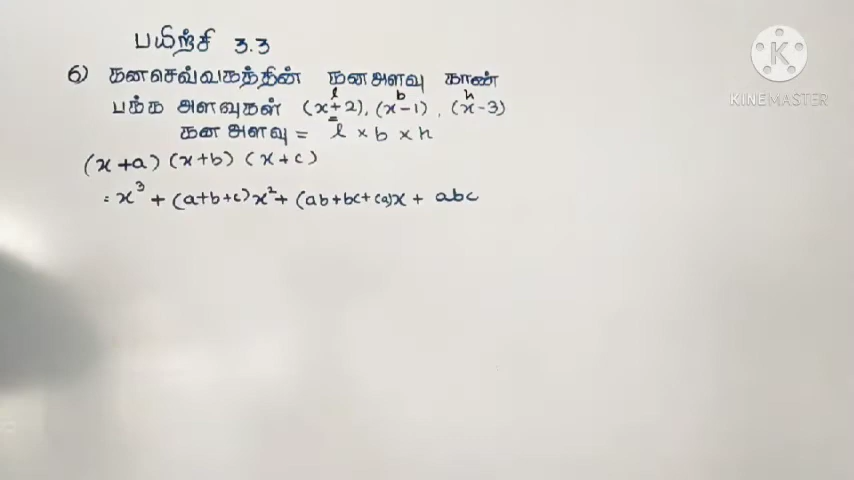 பயிற்சி 3.3
6) கனசெவ்வகத்தின் கனஅளவு காண்
l b h
பக்க அளவுகள் (x+2), (x-1), (x-3)
கன அளவு = l × b × h
(x+a) (x+b) (x+c)
= x³ + (a+b+c)x² + (ab+bc+ca)x + abc
K
KINEMASTER